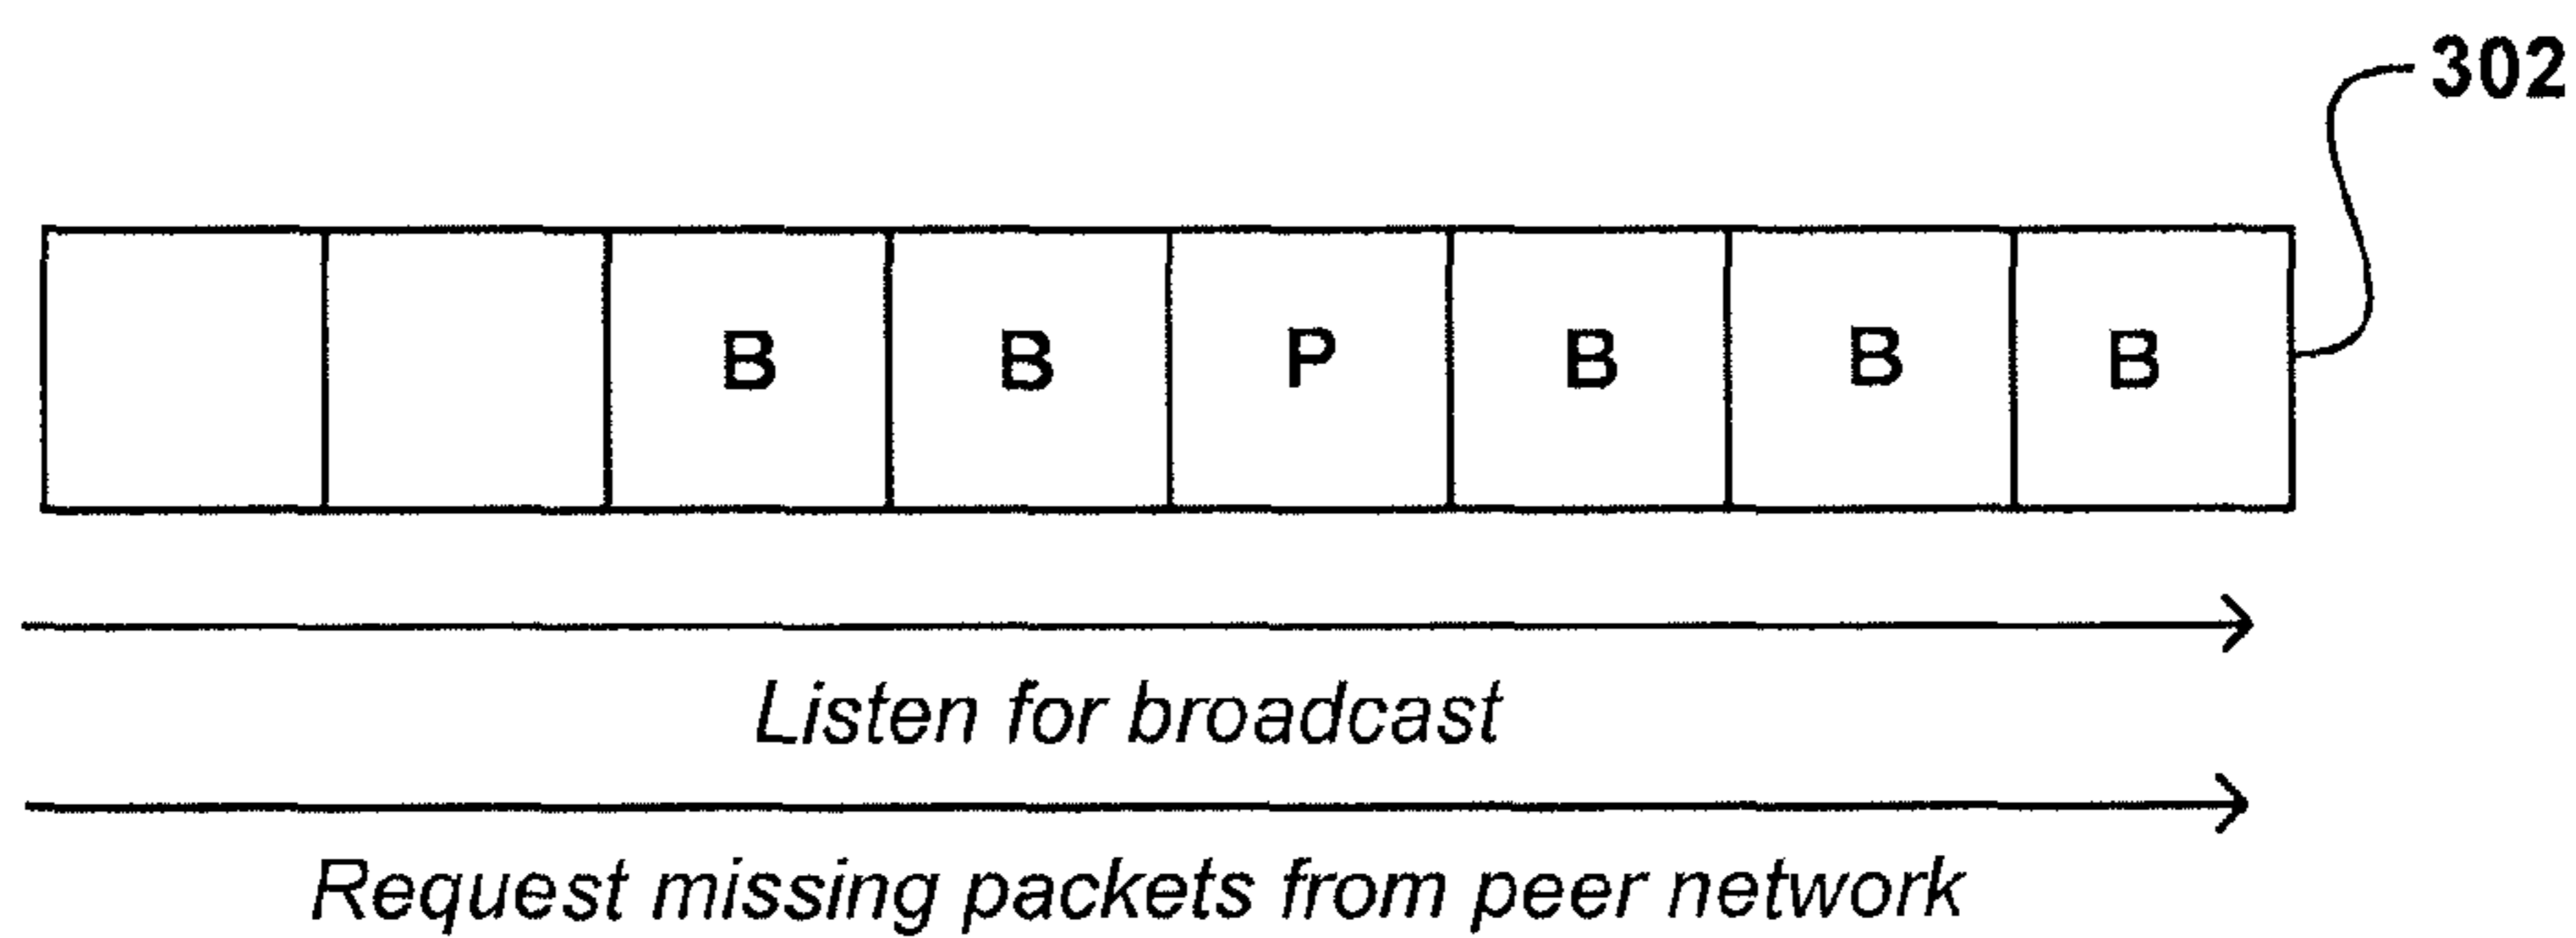 302
B B P B B B
Listen for broadcast
Request missing packets from peer network